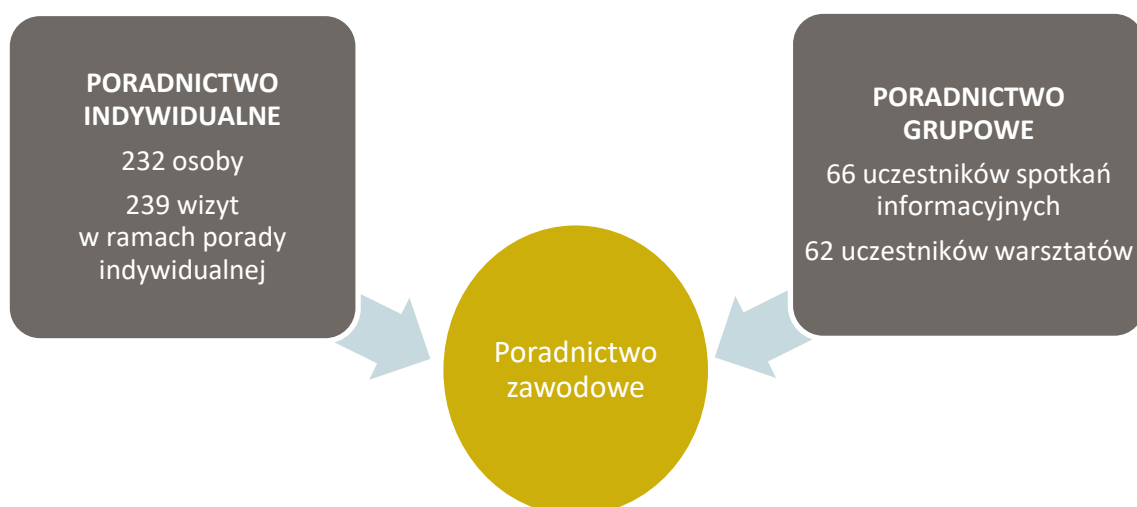 PORADNICTWO
INDYWIDUALNE
232 osoby
239 wizyt
w ramach porady
indywidualnej
PORADNICTWO
GRUPOWE
66 uczestników spotkań
informacyjnych
62 uczestników warsztatów
Poradnictwo
zawodowe